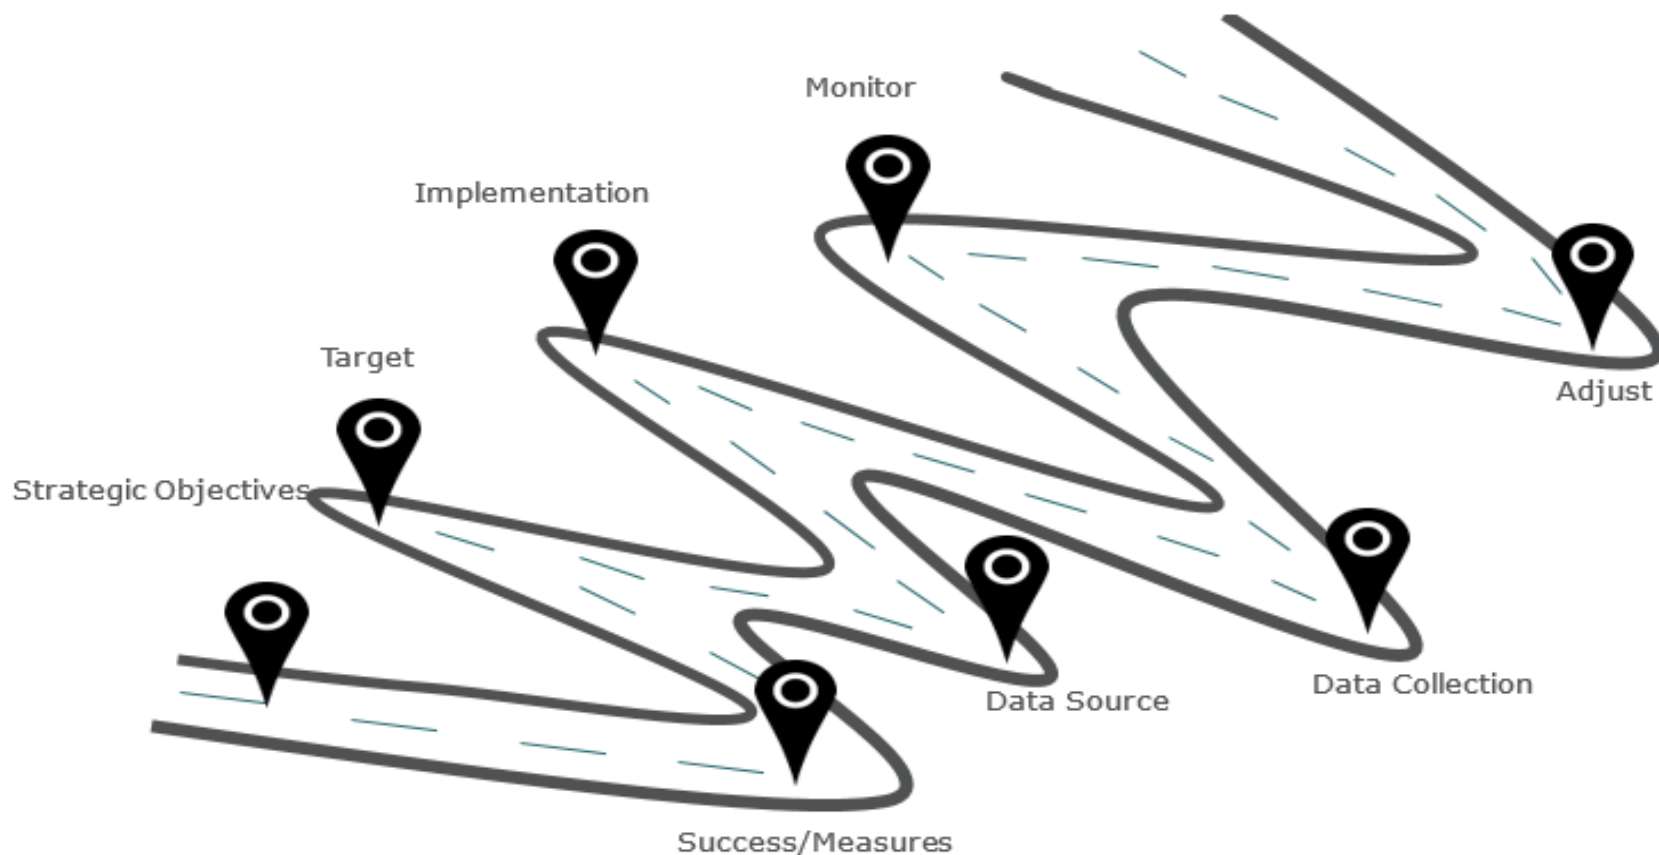 Monitor
Implementation
Target
Adjust
Strategic Objectives
Data Collection
Data Source
Success/Measures